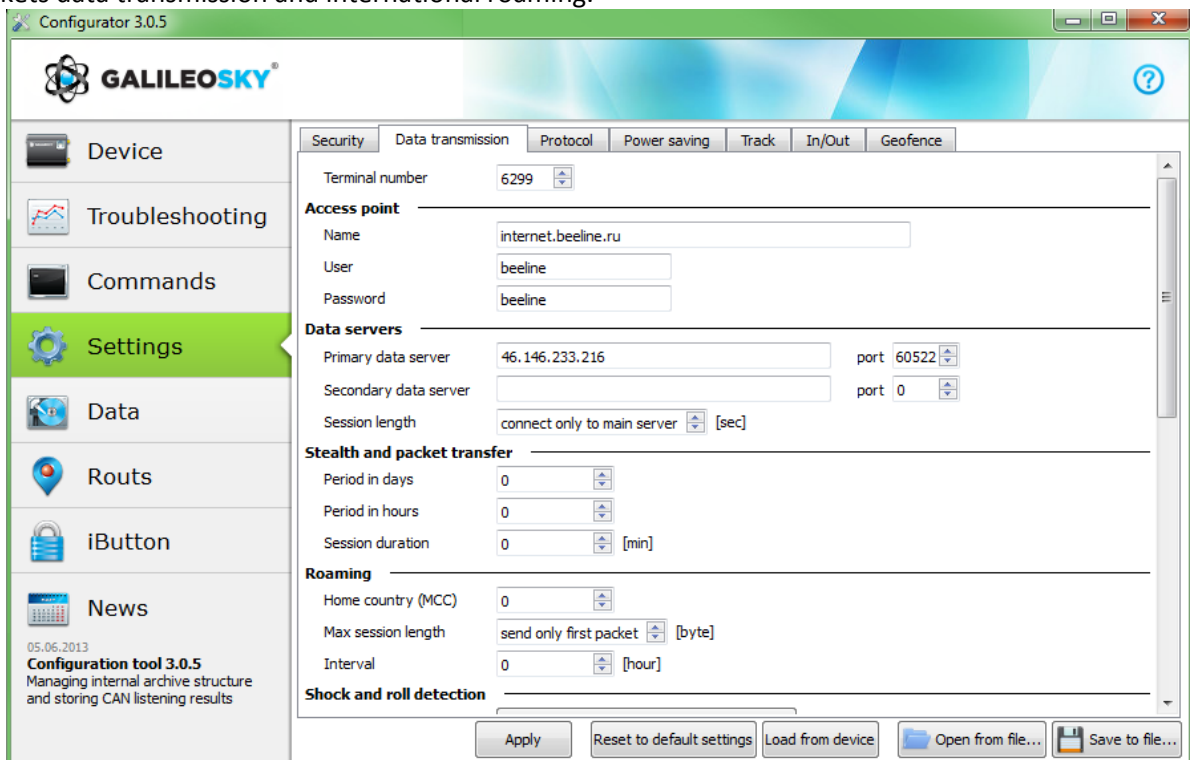 kets data transmission and international roaming.
Configurator 3.0.5
GALILEOSKY®
Device
Troubleshooting
Commands
Settings
Data
Routs
iButton
News
05.06.2013
Configuration tool 3.0.5
Managing internal archive structure
and storing CAN listening results
Security Data transmission Protocol Power saving Track In/Out Geofence
Terminal number 6299
Access point
Name internet.beeline.ru
User beeline
Password beeline
Data servers
Primary data server 46.146.233.216 port 60522
Secondary data server port 0
Session length connect only to main server [sec]
Stealth and packet transfer
Period in days 0
Period in hours 0
Session duration 0 [min]
Roaming
Home country (MCC) 0
Max session length send only first packet [byte]
Interval 0 [hour]
Shock and roll detection
Apply Reset to default settings Load from device Open from file... Save to file...